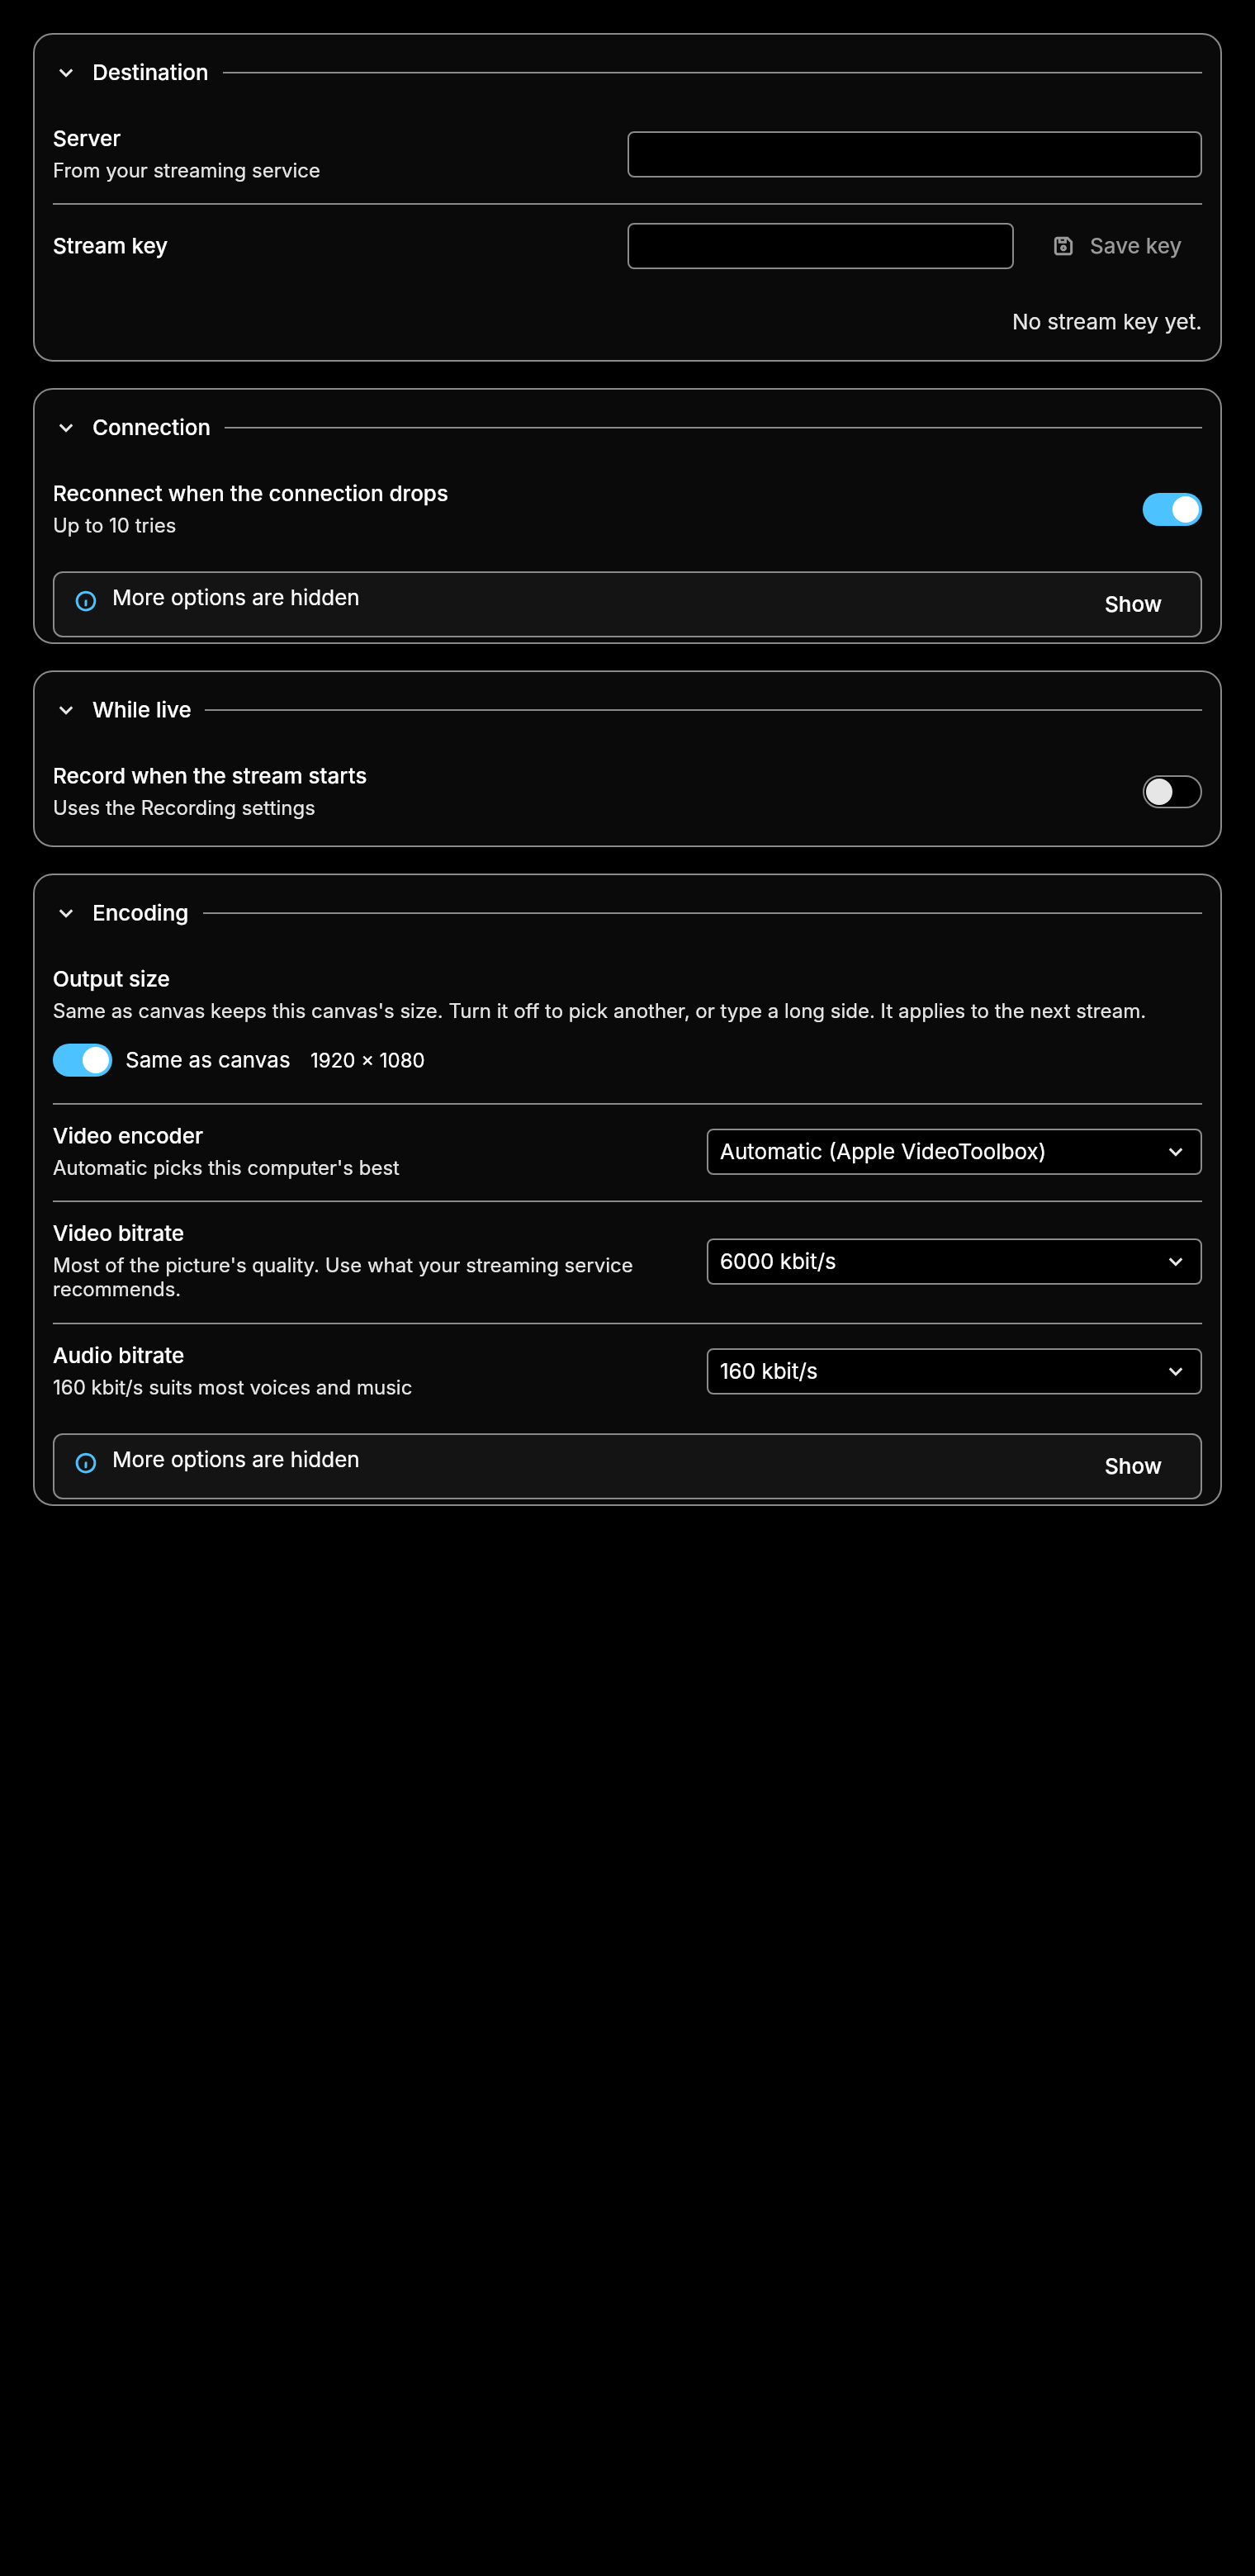 Destination
Server
From your streaming service
Stream key
Save key
No stream key yet.
Connection
Reconnect when the connection drops
Up to 10 tries
More options are hidden
Show
While live
Record when the stream starts
Uses the Recording settings
Encoding
Output size
Same as canvas keeps this canvas's size. Turn it off to pick another, or type a long side. It applies to the next stream.
Same as canvas 1920 × 1080
Video encoder
Automatic picks this computer's best
Automatic (Apple VideoToolbox)
Video bitrate
Most of the picture's quality. Use what your streaming service
recommends.
6000 kbit/s
Audio bitrate
160 kbit/s suits most voices and music
160 kbit/s
More options are hidden
Show